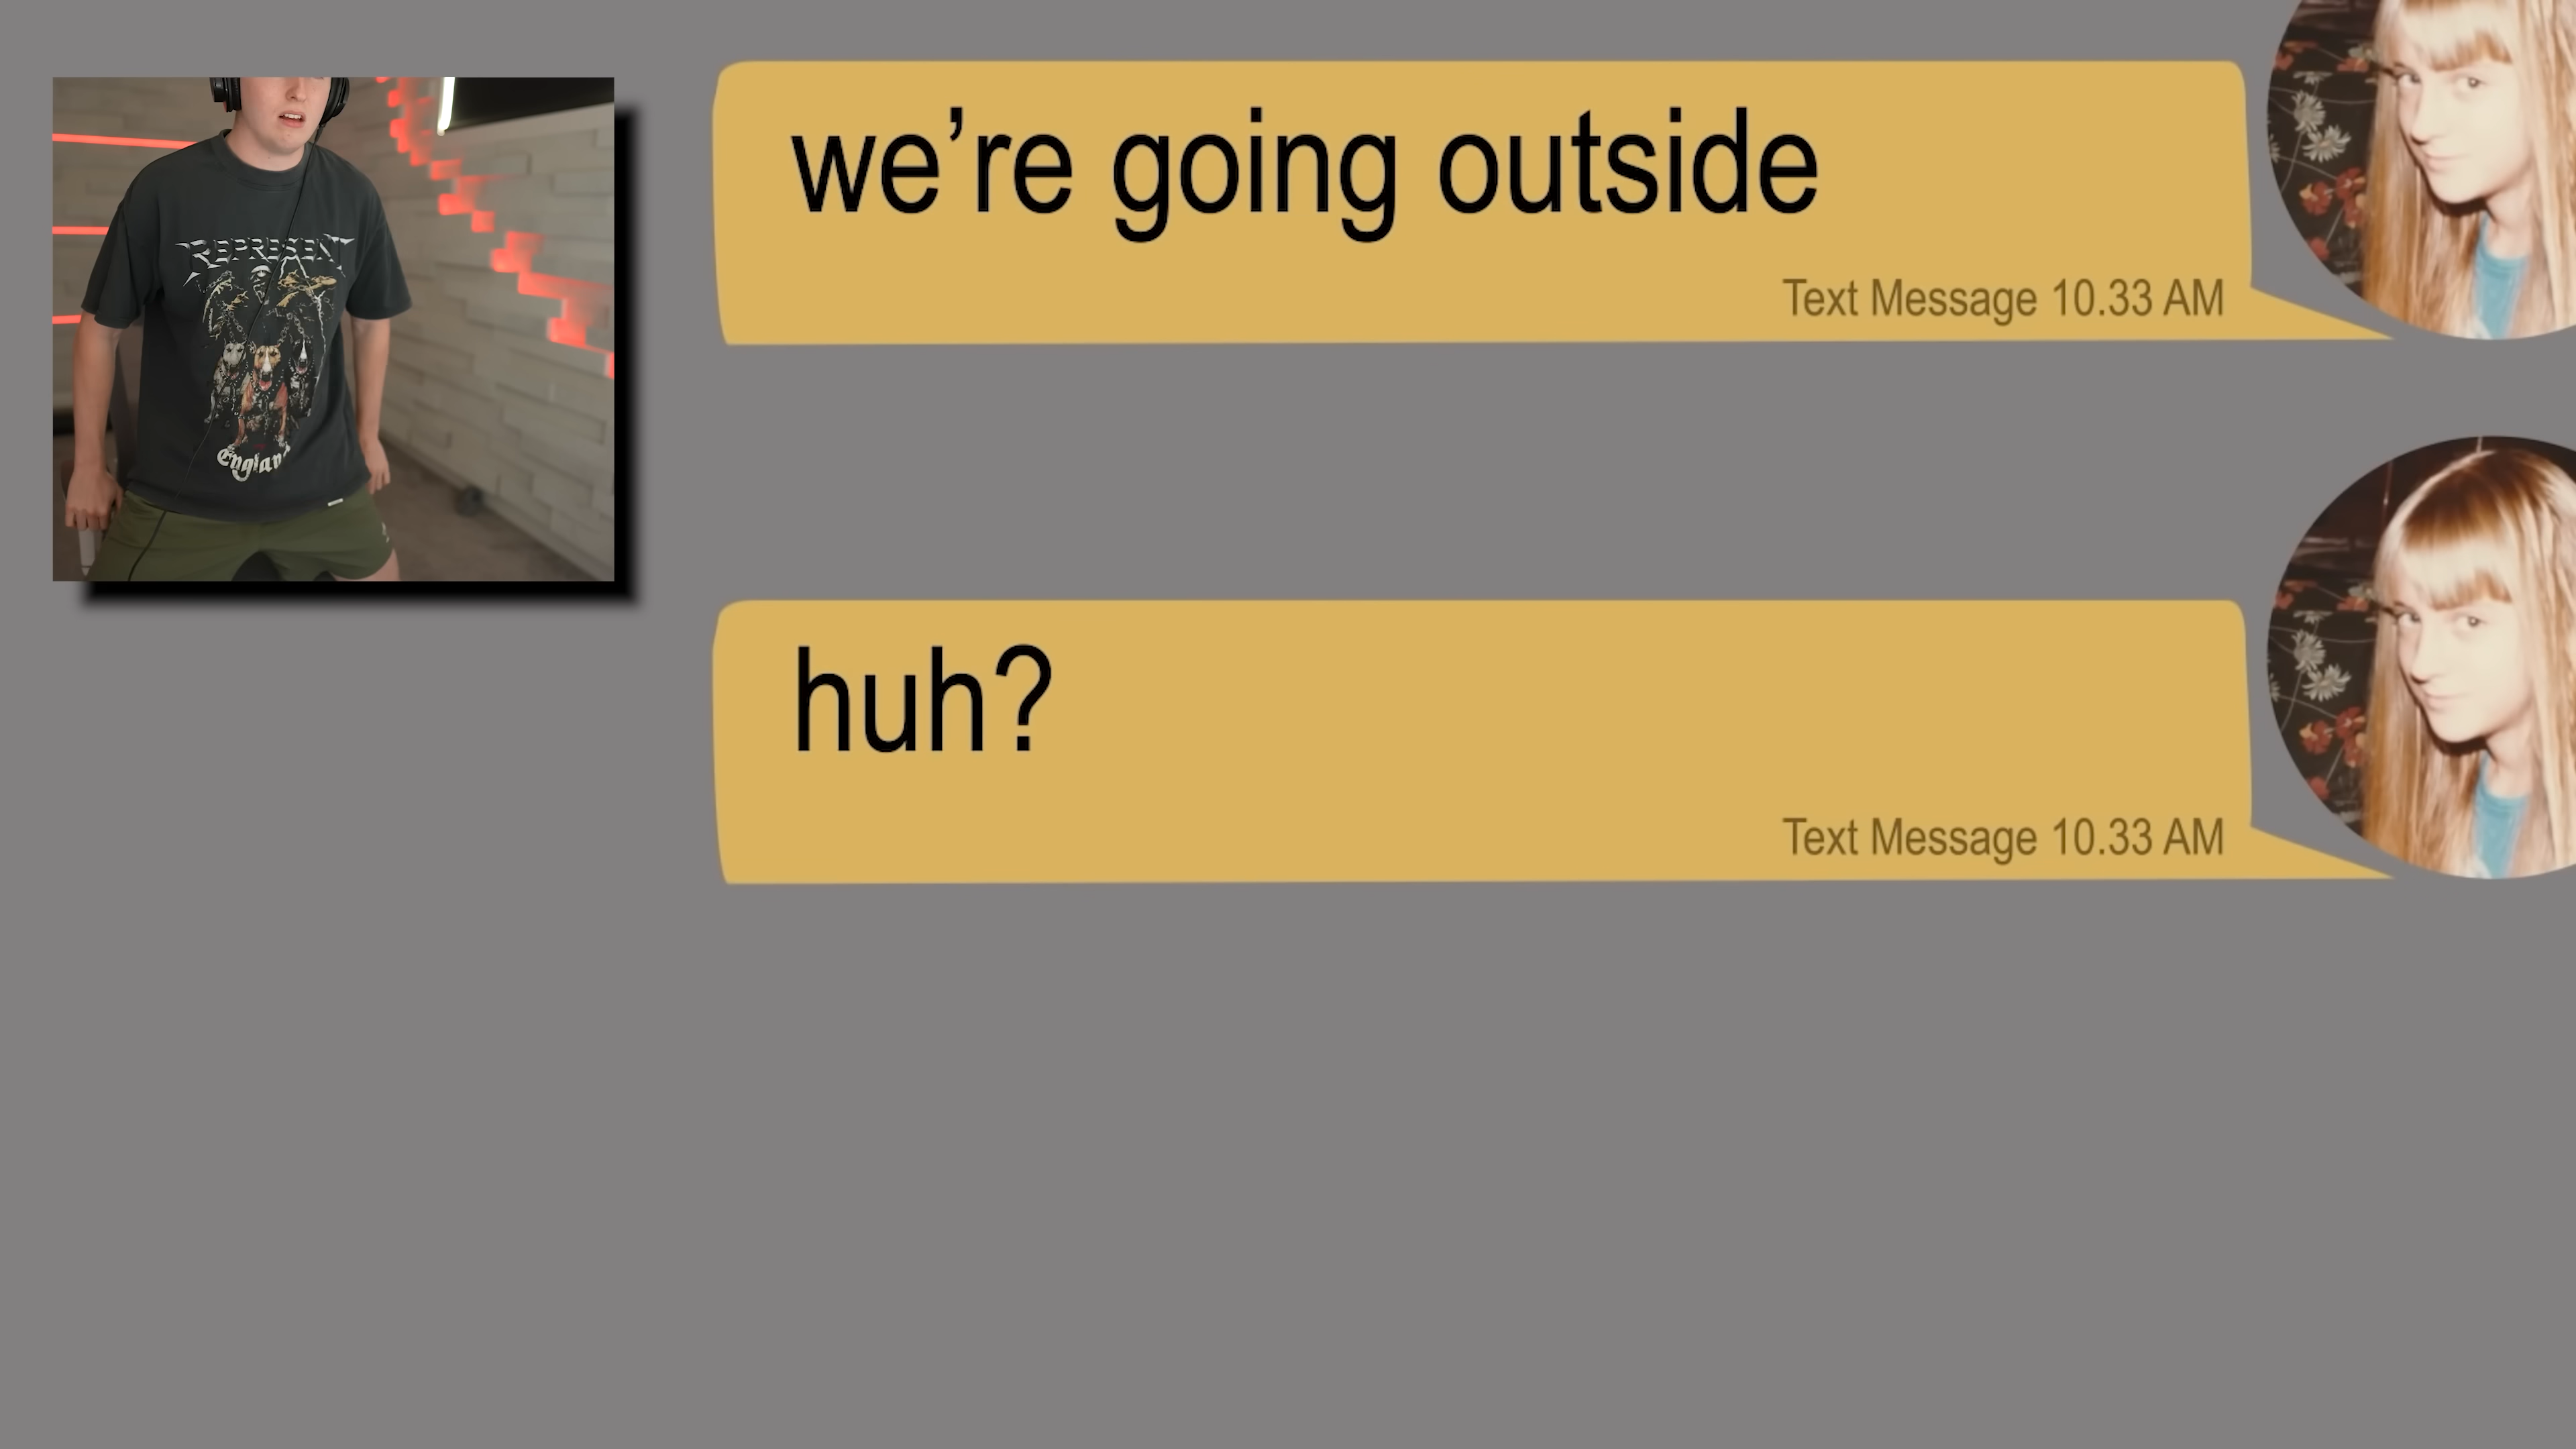 REPRESENT
England
we’re going outside
Text Message 10.33 AM
huh?
Text Message 10.33 AM